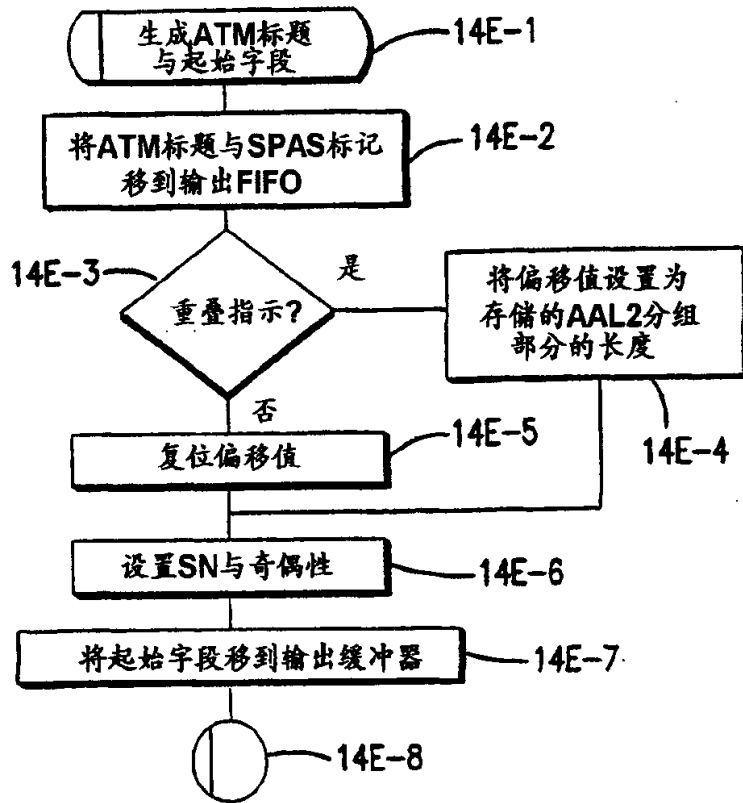 生成ATM标题
与起始字段
14E-1
将ATM标题与SPAS标记
移到输出FIFO
14E-2
14E-3
重叠指示?
是
将偏移值设置为
存储的AAL2分组
部分的长度
14E-4
否
复位偏移值
14E-5
设置SN与奇偶性
14E-6
将起始字段移到输出缓冲器
14E-7
14E-8